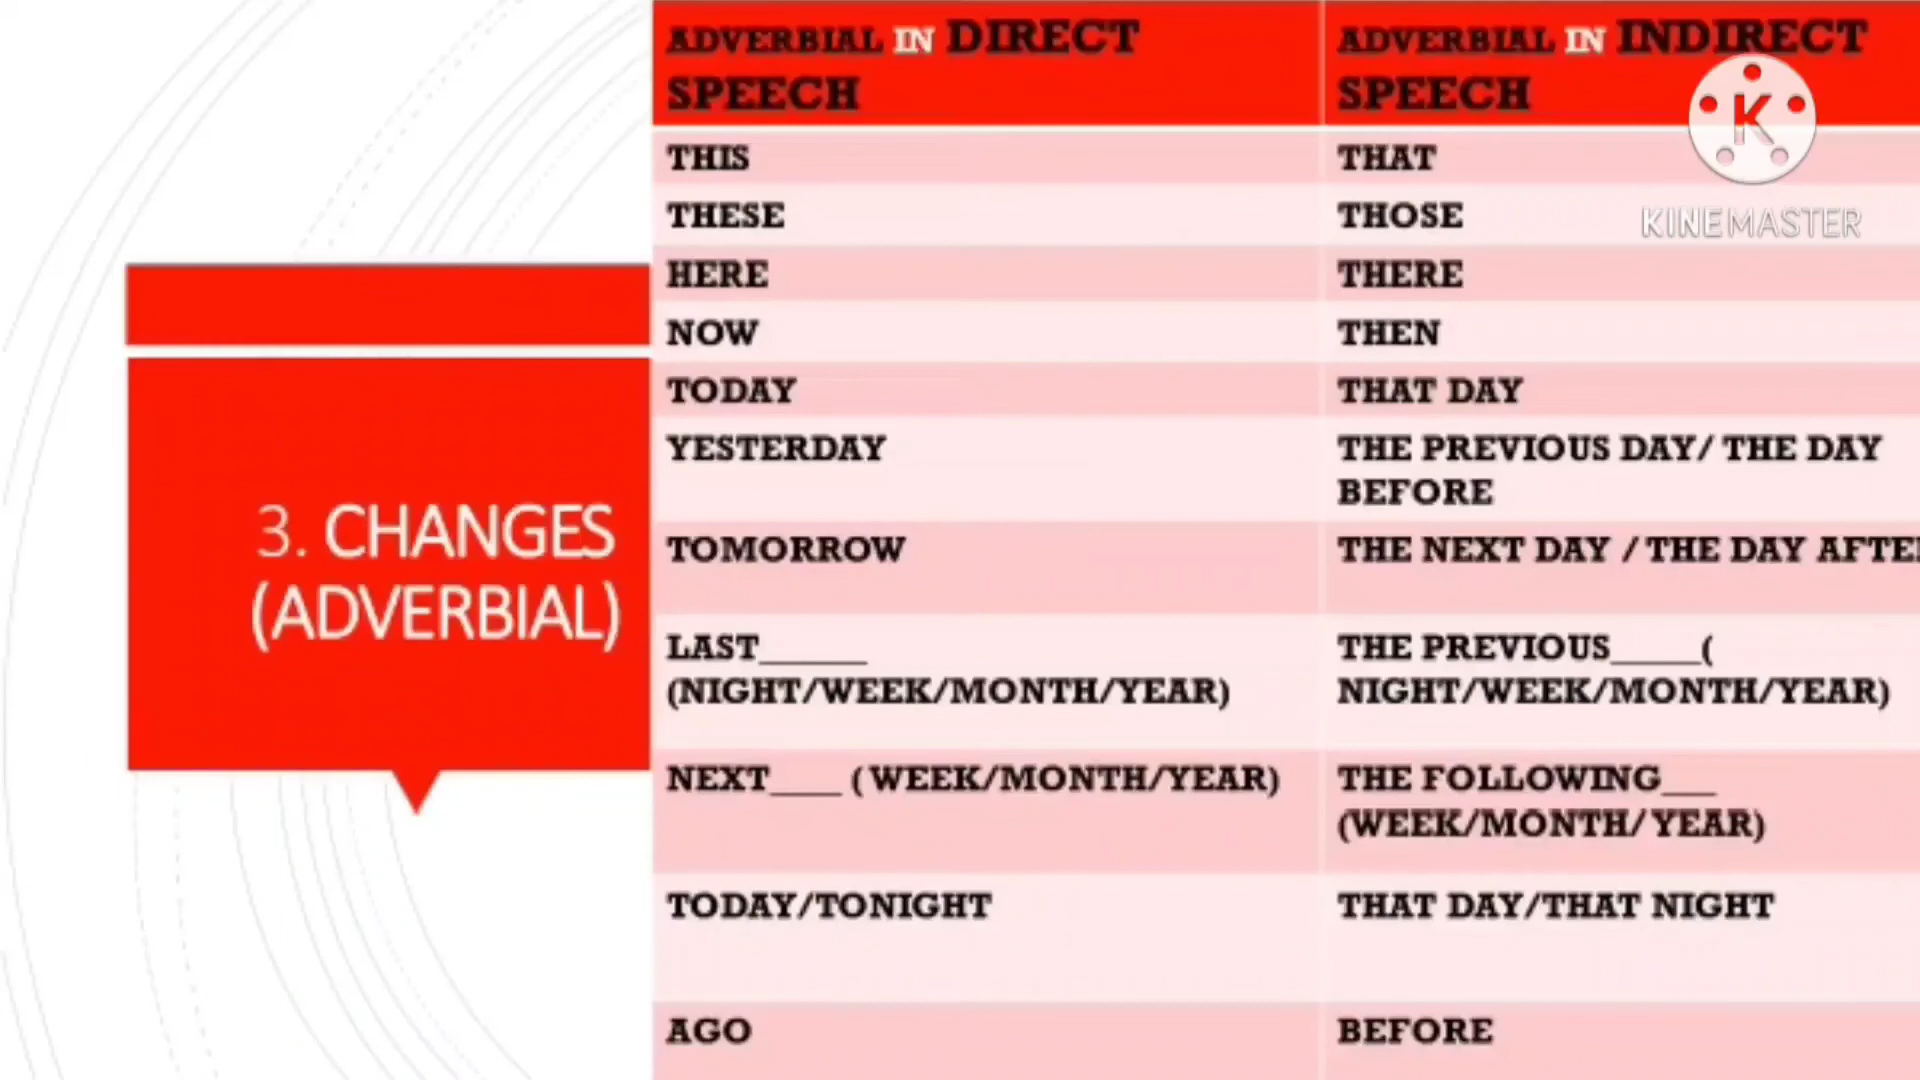 3. CHANGES
(ADVERBIAL)
ADVERBIAL IN DIRECT
SPEECH
ADVERBIAL IN INDIRECT
SPEECH
THIS
THAT
THESE
THOSE
HERE
THERE
NOW
THEN
TODAY
THAT DAY
YESTERDAY
THE PREVIOUS DAY/ THE DAY
BEFORE
TOMORROW
THE NEXT DAY / THE DAY AFTE
LAST______
(NIGHT/WEEK/MONTH/YEAR)
THE PREVIOUS_____(
NIGHT/WEEK/MONTH/YEAR)
NEXT____ ( WEEK/MONTH/YEAR)
THE FOLLOWING___
(WEEK/MONTH/ YEAR)
TODAY/TONIGHT
THAT DAY/THAT NIGHT
AGO
BEFORE
K
KINEMASTER